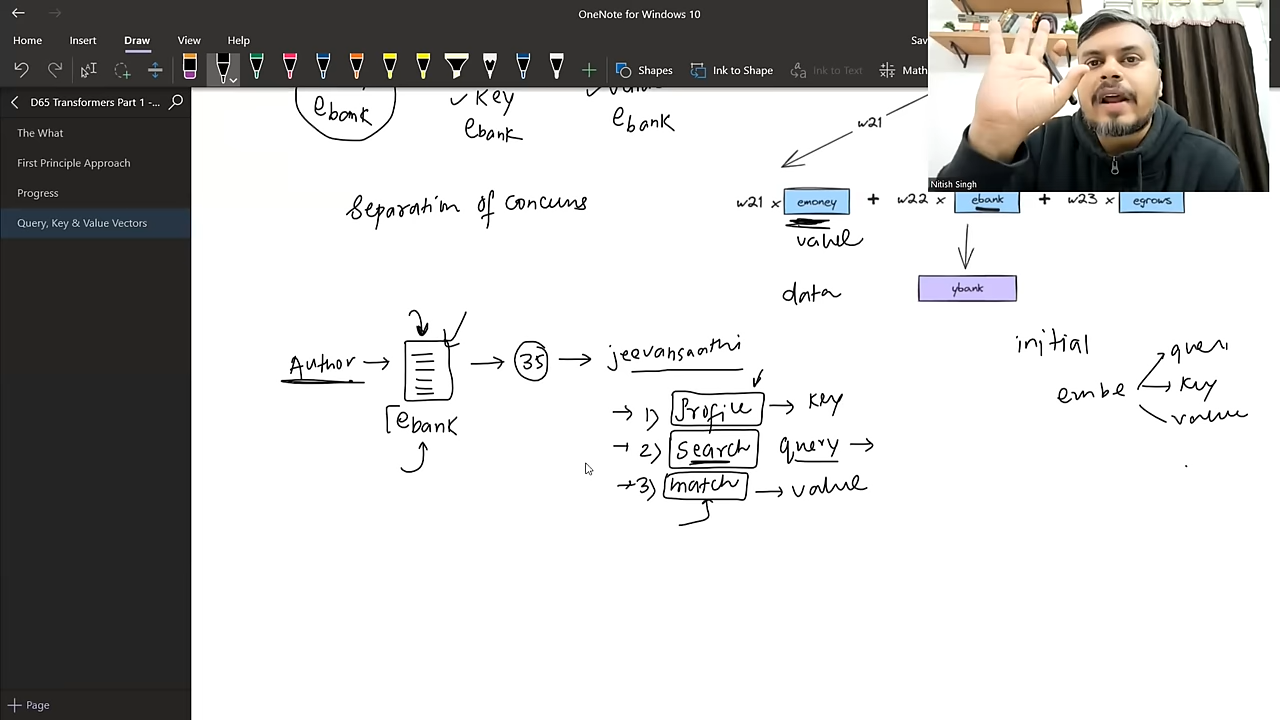 OneNote for Windows 10
Home Insert Draw View Help
Shapes Ink to Shape Ink to Text Math
D65 Transformers Part 1 -...
The What
First Principle Approach
Progress
Query, Key & Value Vectors
Page
ebank
✓ Key
ebank
ebank
Separation of Concerns
w21
w21 x emoney + w22 x ebank + w23 x egrows
value
data
ybank
Author → → 35 → jeevansaathi
ebank
→ 1) Profile → Key
→ 2) Search query →
→ 3) match → value
initial
embe
queri
Key
value
Nitish Singh